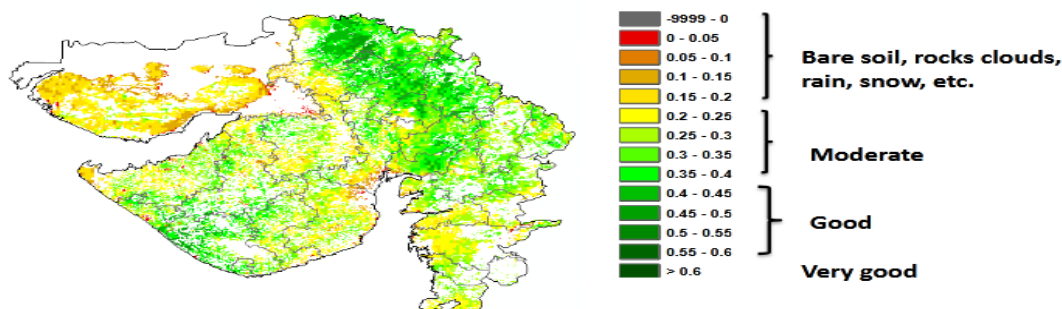 -9999 - 0
0 - 0.05
0.05 - 0.1
0.1 - 0.15
0.15 - 0.2
0.2 - 0.25
0.25 - 0.3
0.3 - 0.35
0.35 - 0.4
0.4 - 0.45
0.45 - 0.5
0.5 - 0.55
0.55 - 0.6
> 0.6
Bare soil, rocks clouds,
rain, snow, etc.
Moderate
Good
Very good